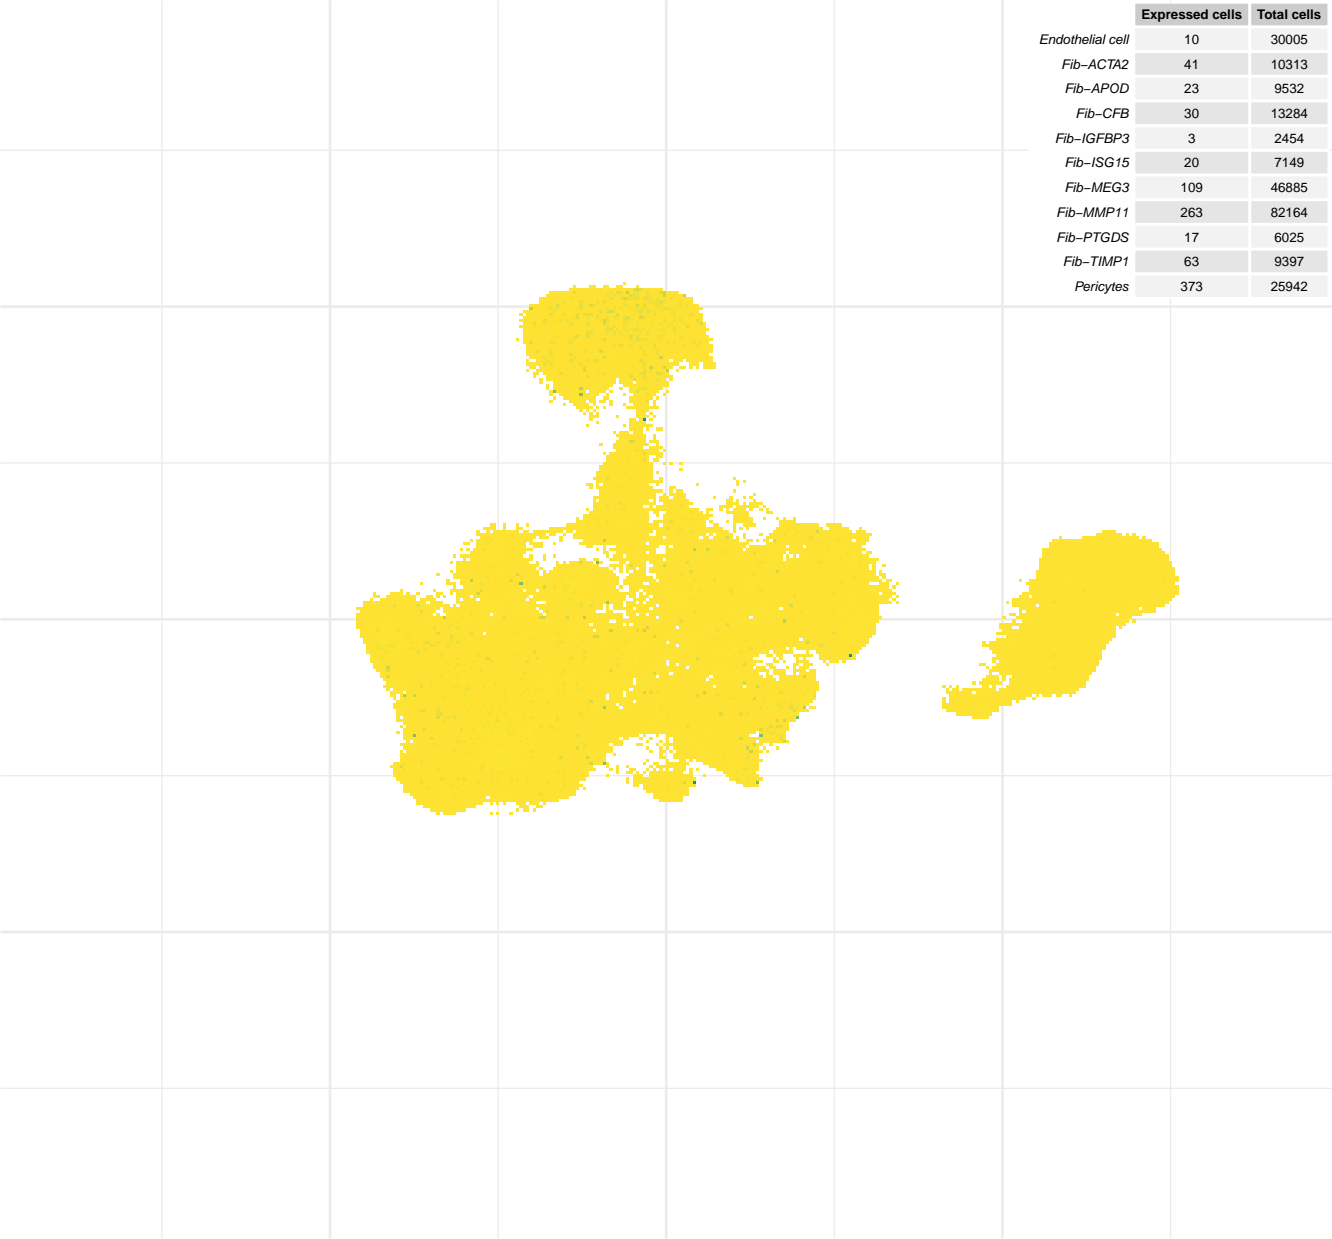 Expressed cells Total cells
Endothelial cell 10 30005
Fib−ACTA2 41 10313
Fib−APOD 23 9532
Fib−CFB 30 13284
Fib−IGFBP3 3 2454
Fib−ISG15 20 7149
Fib−MEG3 109 46885
Fib−MMP11 263 82164
Fib−PTGDS 17 6025
Fib−TIMP1 63 9397
Pericytes 373 25942